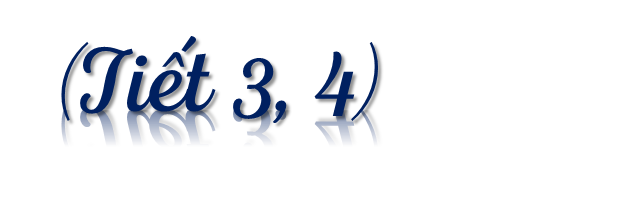 (Tiết 3, 4)